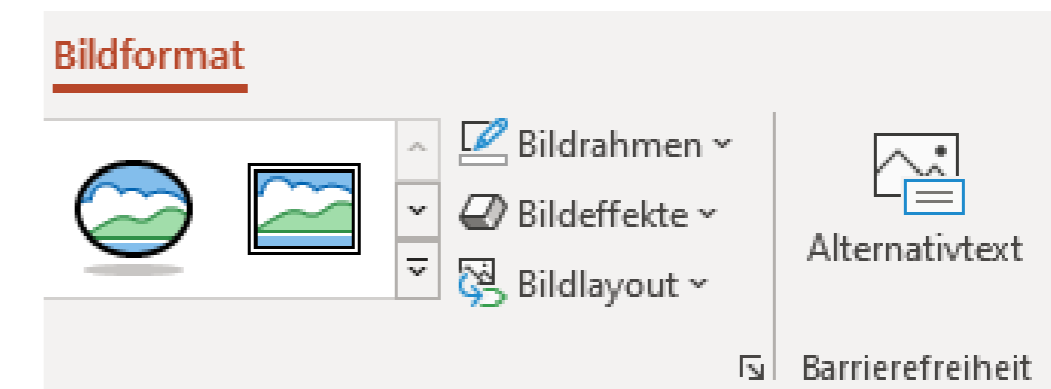 Bildformat
Bildrahmen
Bildeffekte
Bildlayout
Alternativtext
Barrierefreiheit